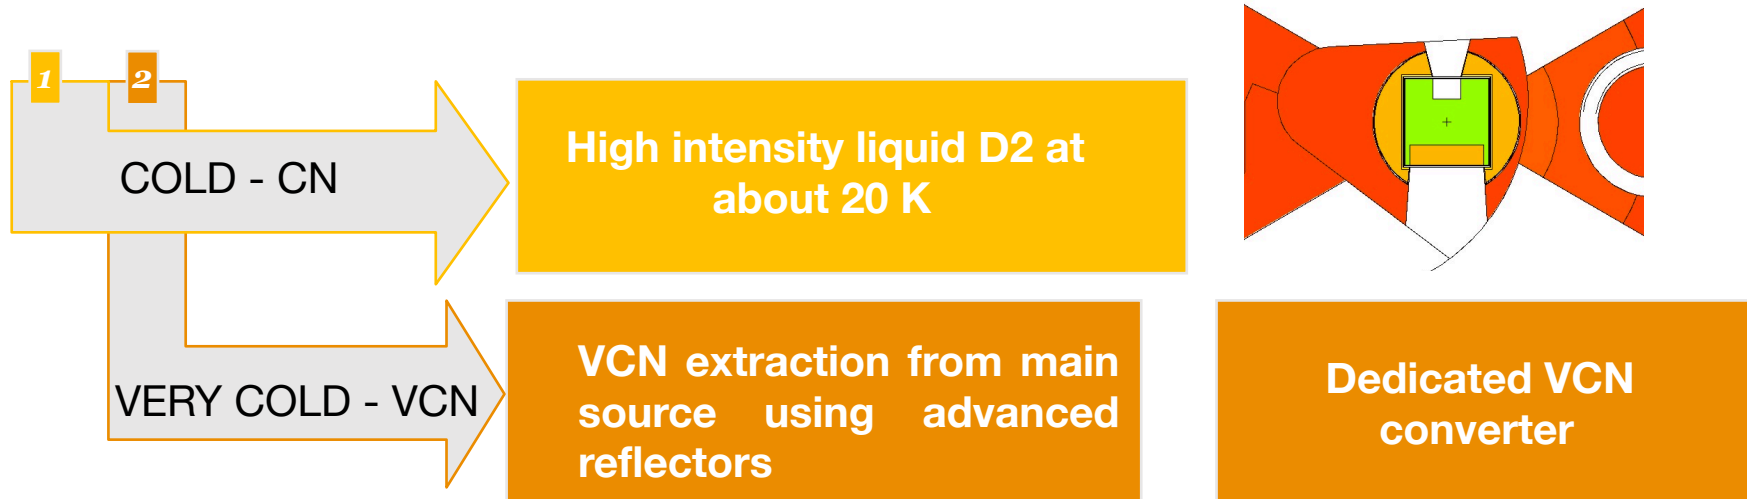 1
2
COLD - CN
High intensity liquid D2 at
about 20 K
VERY COLD - VCN
VCN extraction from main
source using advanced
reflectors
Dedicated VCN
converter